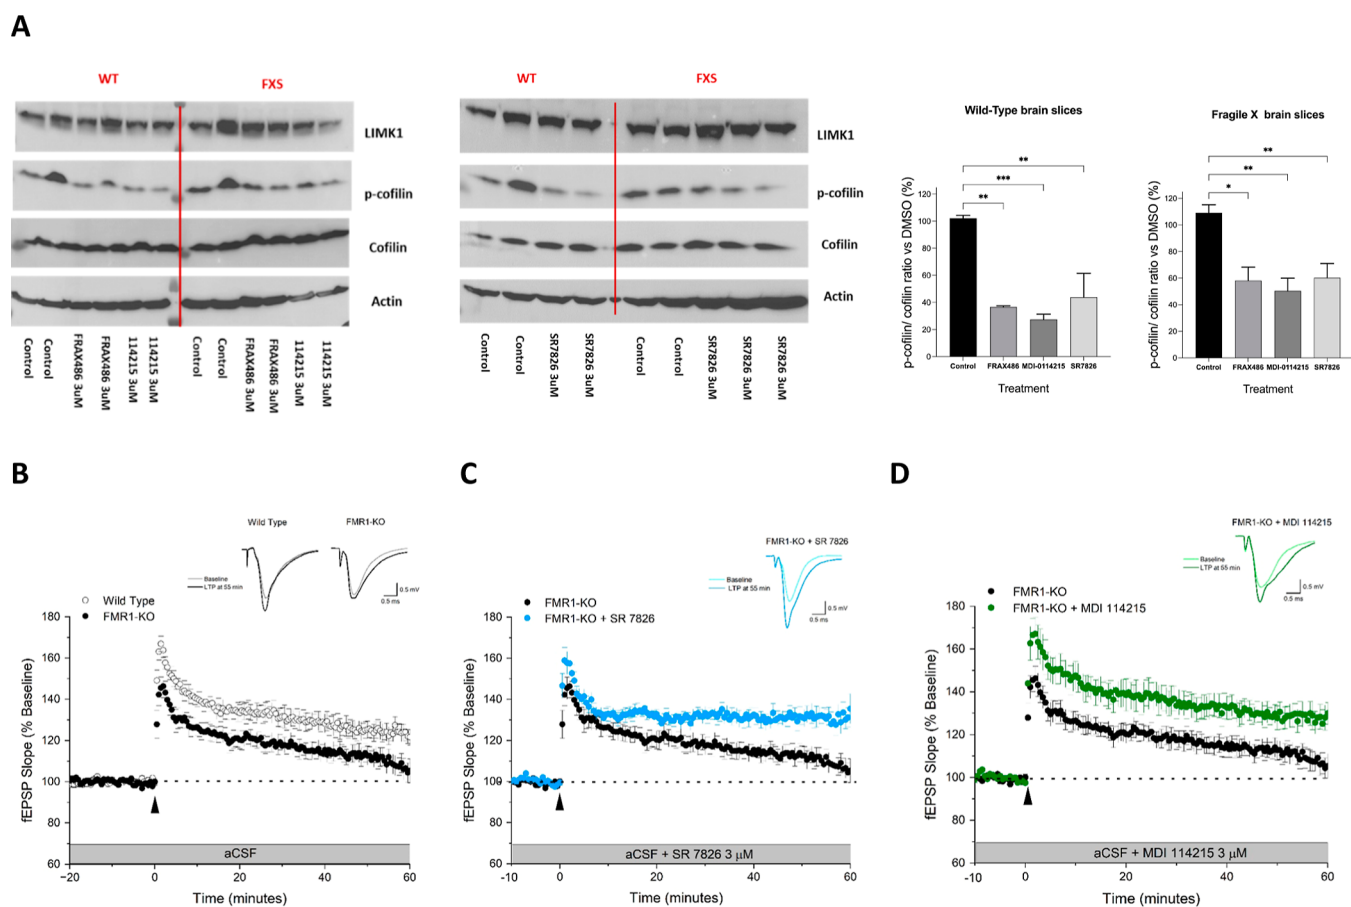 A
WT
FXS
LIMK1
p-cofilin
Cofilin
Actin
Control
Control
FRAX486 3uM
FRAX486 3uM
114215 3uM
114215 3uM
Control
Control
FRAX486 3uM
FRAX486 3uM
114215 3uM
114215 3uM
WT
FXS
LIMK1
p-cofilin
Cofilin
Actin
Control
Control
SR7826 3uM
SR7826 3uM
Control
Control
SR7826 3uM
SR7826 3uM
SR7826 3uM
Wild-Type brain slices
p-cofilin/ cofilin ratio vs DMSO (%)
120
100
80
60
40
20
0
**
***
**
Control FRAX486 MDI-0114215 SR7826
Treatment
Fragile X brain slices
p-cofilin/ cofilin ratio vs DMSO (%)
120
100
80
60
40
20
0
**
**
*
Control FRAX486 MDI-0114215 SR7826
Treatment
B
Wild Type
FMR1-KO
Baseline
LTP at 55 min
0.5 mV
0.5 ms
Wild Type
FMR1-KO
fEPSP Slope (% Baseline)
180
160
140
120
100
80
60
aCSF
-20 0 20 40 60
Time (minutes)
C
FMR1-KO + SR 7826
Baseline
LTP at 55 min
0.5 mV
0.5 ms
FMR1-KO
FMR1-KO + SR 7826
fEPSP Slope (% Baseline)
180
160
140
120
100
80
60
aCSF + SR 7826 3 μM
-10 0 20 40 60
Time (minutes)
D
FMR1-KO + MDI 114215
Baseline
LTP at 55 min
0.5 mV
0.5 ms
FMR1-KO
FMR1-KO + MDI 114215
fEPSP Slope (% Baseline)
180
160
140
120
100
80
60
aCSF + MDI 114215 3 μM
-10 0 20 40 60
Time (minutes)